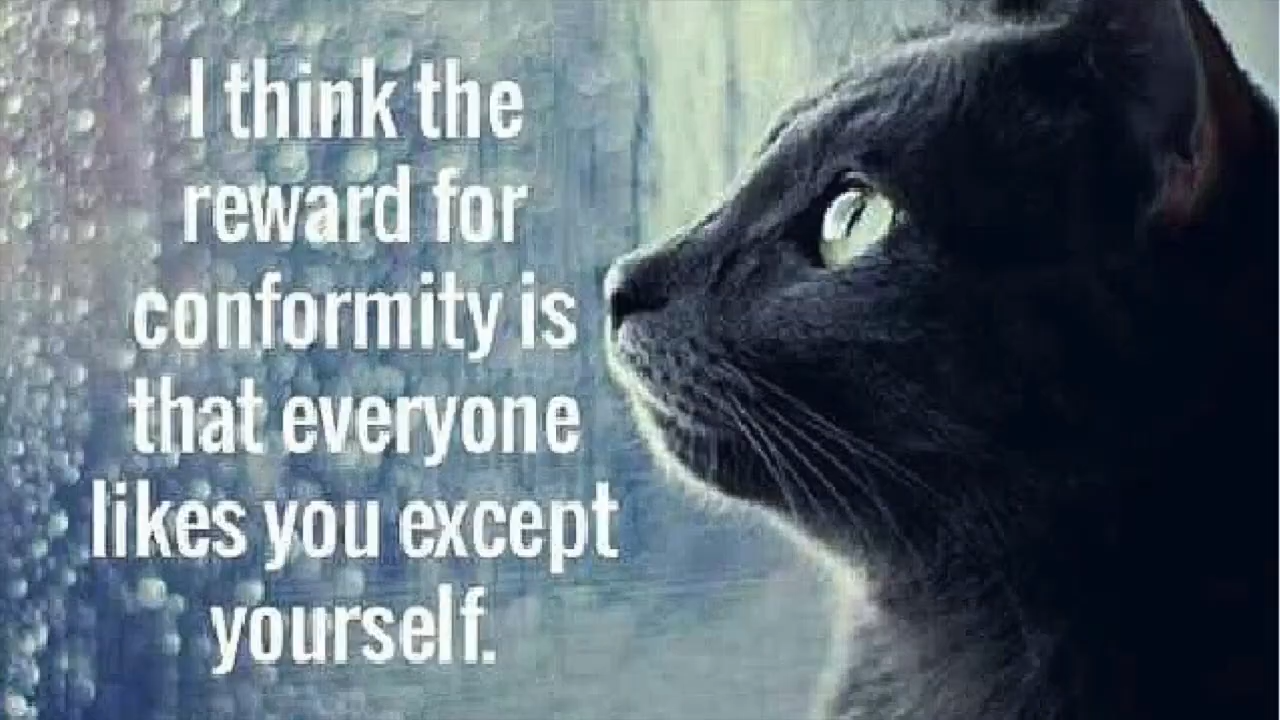 I think the
reward for
conformity is
that everyone
likes you except
yourself.